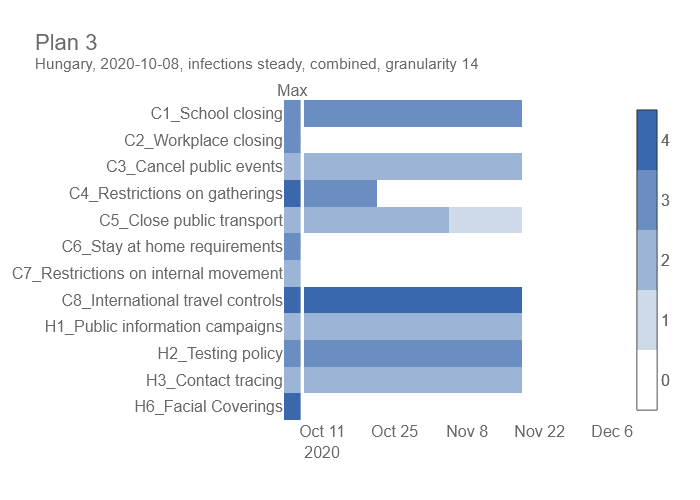 Plan 3
Hungary, 2020-10-08, infections steady, combined, granularity 14
Max
C1_School closing
C2_Workplace closing
C3_Cancel public events
C4_Restrictions on gatherings
C5_Close public transport
C6_Stay at home requirements
C7_Restrictions on internal movement
C8_International travel controls
H1_Public information campaigns
H2_Testing policy
H3_Contact tracing
H6_Facial Coverings
4
3
2
1
0
Oct 11 Oct 25 Nov 8 Nov 22 Dec 6
2020